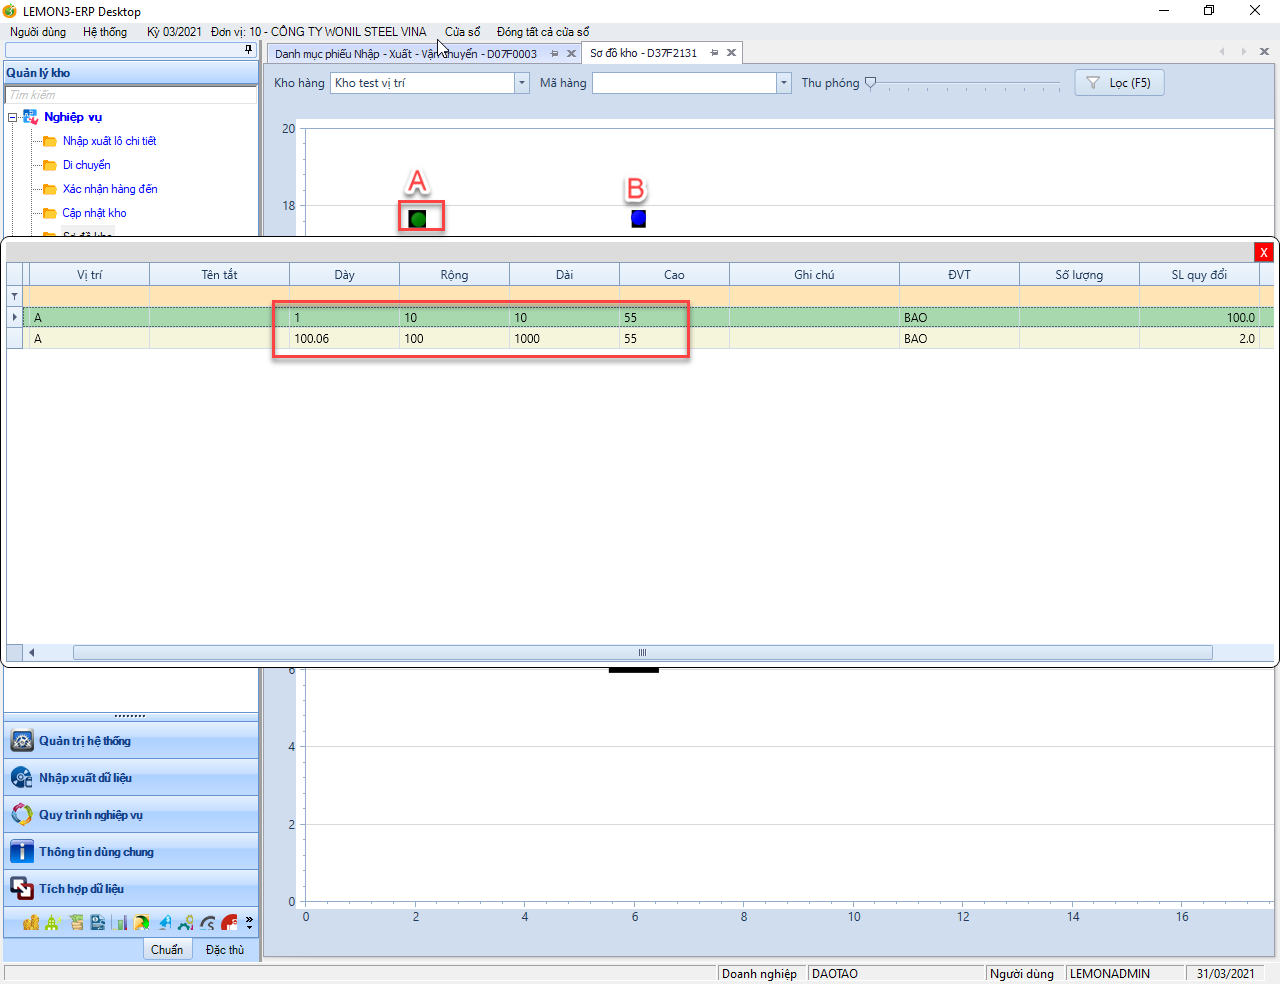 LEMON3-ERP Desktop
Người dùng Hệ thống Kỳ 03/2021 Đơn vị: 10 - CÔNG TY WONIL STEEL VINA Cửa sổ Đóng tất cả cửa sổ
Danh mục phiếu Nhập - Xuất - Vận chuyển - D07F0003 Sơ đồ kho - D37F2131
Quản lý kho
Kho hàng Kho test vị trí Mã hàng Thu phóng Lọc (F5)
Tìm kiếm
Nghiệp vụ
Nhập xuất lô chi tiết
Di chuyển
Xác nhận hàng đến
Cập nhật kho
Sơ đồ kho
20
A
B
18
X
Vị trí Tên tắt Dày Rộng Dài Cao Ghi chú ĐVT Số lượng SL quy đổi
A 1 10 10 55 BAO 100.0
A 100.06 100 1000 55 BAO 2.0
6
4
2
0
0 2 4 6 8 10 12 14 16
Quản trị hệ thống
Nhập xuất dữ liệu
Quy trình nghiệp vụ
Thông tin dùng chung
Tích hợp dữ liệu
Chuẩn Đặc thù
Doanh nghiệp DAOTAO Người dùng LEMONADMIN 31/03/2021